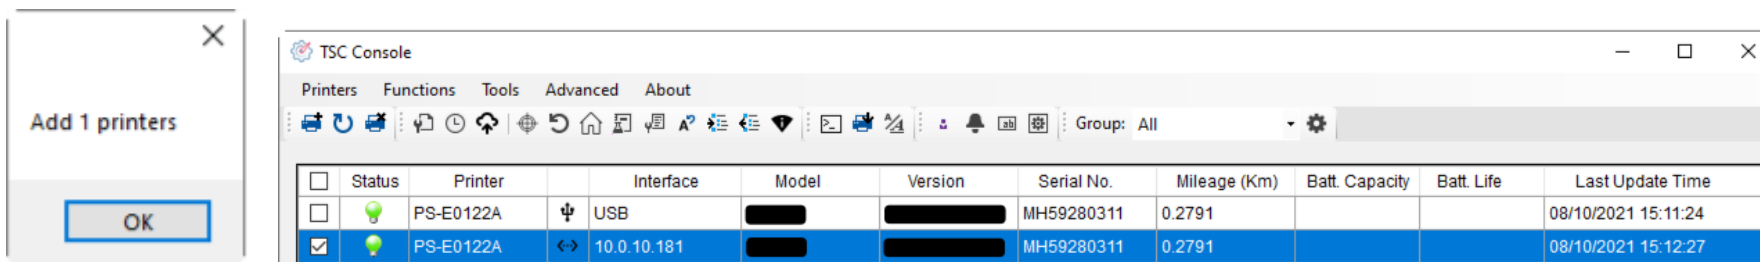 Add 1 printers
OK
TSC Console
Printers Functions Tools Advanced About
Group: All
Status Printer Interface Model Version Serial No. Mileage (Km) Batt. Capacity Batt. Life Last Update Time
PS-E0122A USB MH59280311 0.2791 08/10/2021 15:11:24
PS-E0122A 10.0.10.181 MH59280311 0.2791 08/10/2021 15:12:27